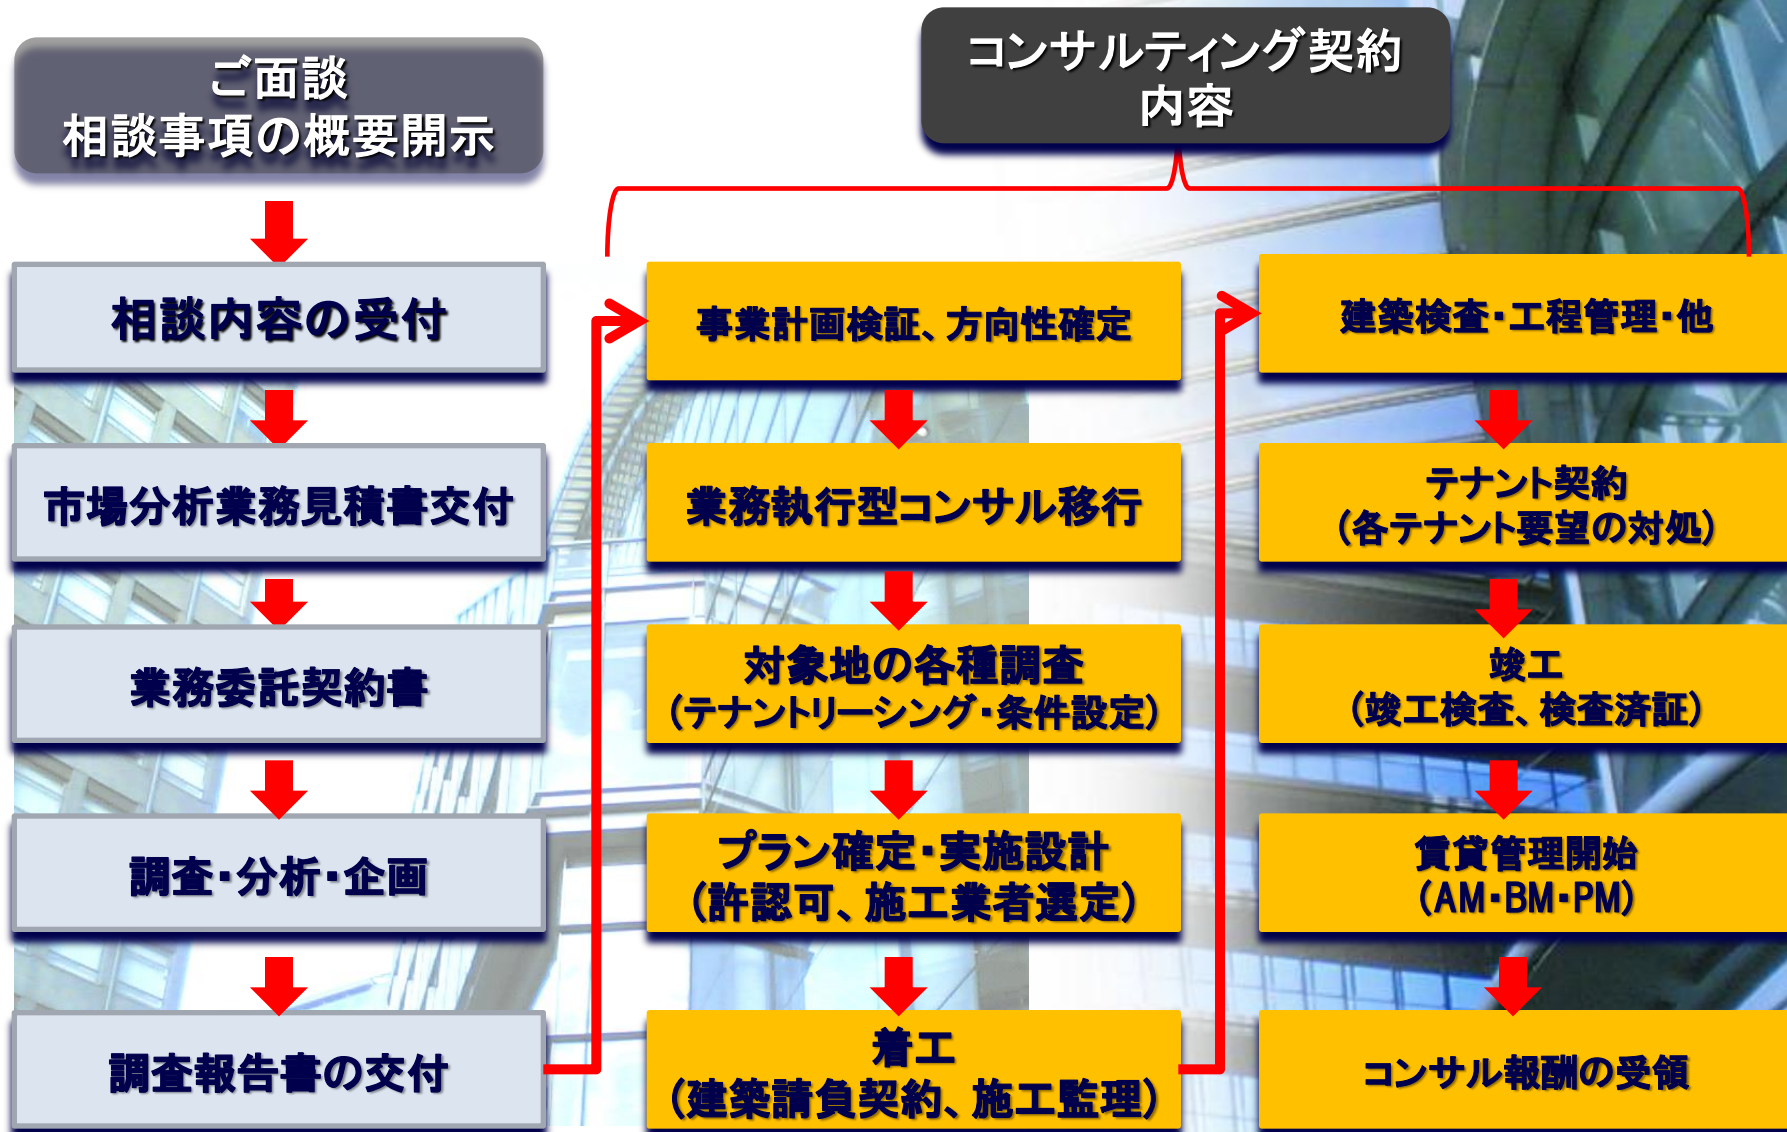 ご面談
相談事項の概要開示
相談内容の受付
市場分析業務見積書交付
業務委託契約書
調査・分析・企画
調査報告書の交付
コンサルティング契約
内容
事業計画検証、方向性確定
業務執行型コンサル移行
対象地の各種調査
(テナントリーシング・条件設定)
プラン確定・実施設計
(許認可、施工業者選定)
着工
(建築請負契約、施工監理)
建築検査・工程管理・他
テナント契約
(各テナント要望の対処)
竣工
(竣工検査、検査済証)
賃貸管理開始
(AM・BM・PM)
コンサル報酬の受領